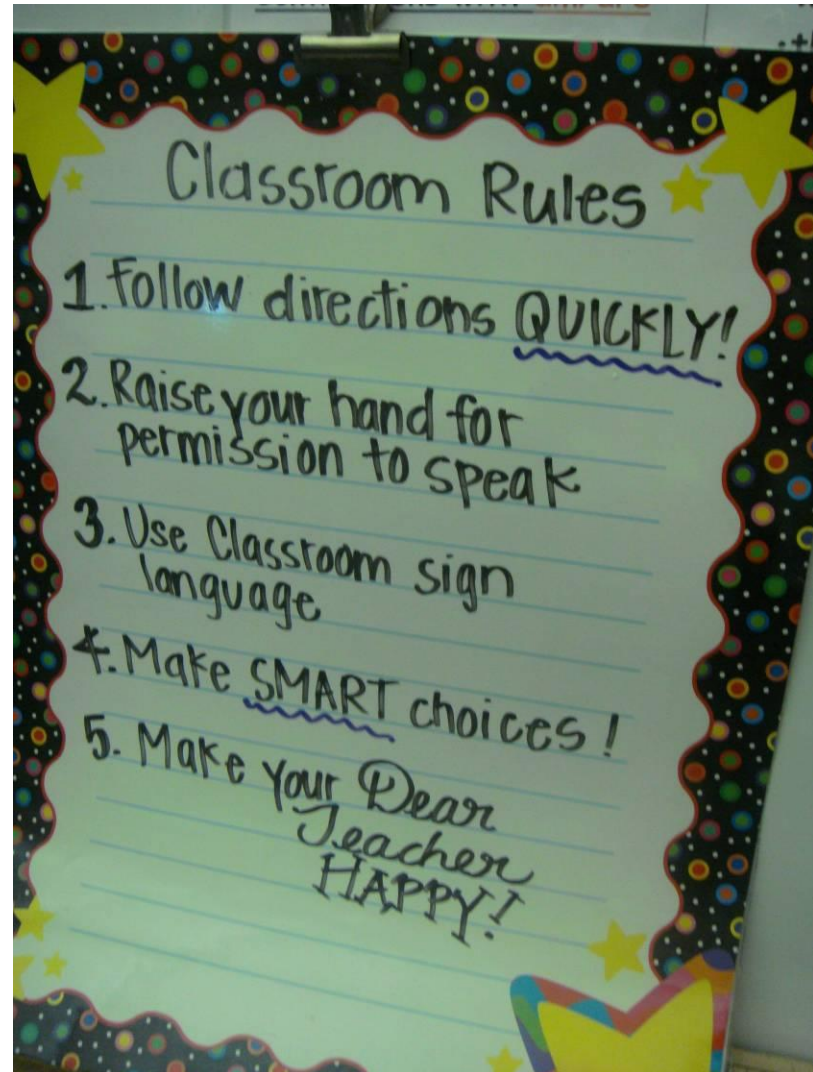 Classroom Rules
1. Follow directions QUICKLY!
2. Raise your hand for
permission to speak
3. Use Classroom sign
language
4. Make SMART choices!
5. Make your Dear
Teacher
HAPPY!